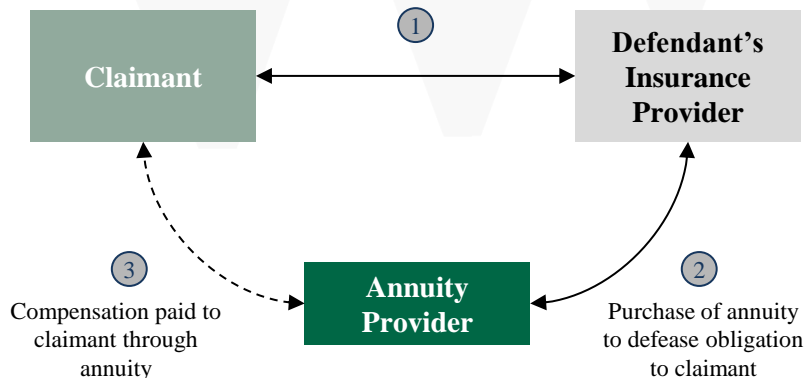 1
Claimant
Defendant’s
Insurance
Provider
3
Compensation paid to
claimant through
annuity
Annuity
Provider
2
Purchase of annuity
to defease obligation
to claimant